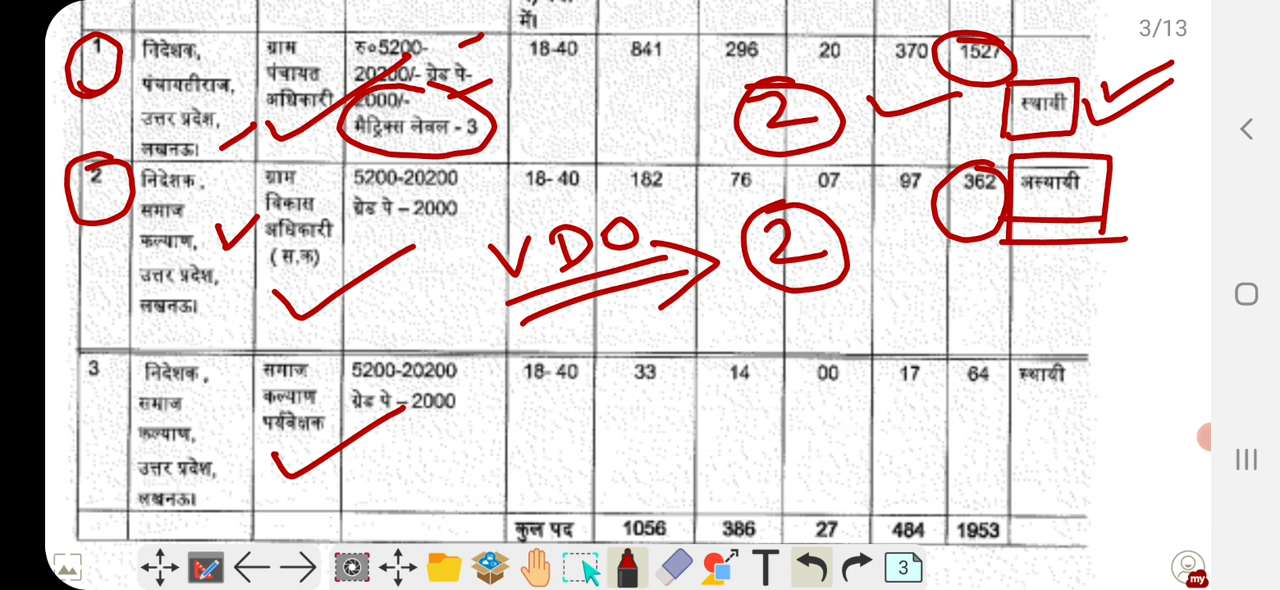 में।
3/13
1 निदेशक, ग्राम रु०5200- 18-40 841 296 20 370 1527
पंचायतीराज, पंचायत 20200/- ग्रेड पे- स्थायी
उत्तर प्रदेश, अधिकारी 2000/- 2
लखनऊ। मैट्रिक्स लेवल - 3
2 निदेशक, ग्राम 5200-20200 18- 40 182 76 07 97 362 अस्थायी
समाज विकास ग्रेड पे – 2000
कल्याण, अधिकारी VDO 2
उत्तर प्रदेश, (स.क)
लखनऊ।
3 निदेशक, समाज 5200-20200 18- 40 33 14 00 17 64 स्थायी
समाज कल्याण ग्रेड पे – 2000
कल्याण, पर्यवेक्षक
उत्तर प्रदेश,
लखनऊ।
कुल पद 1056 386 27 484 1953
T 3
my